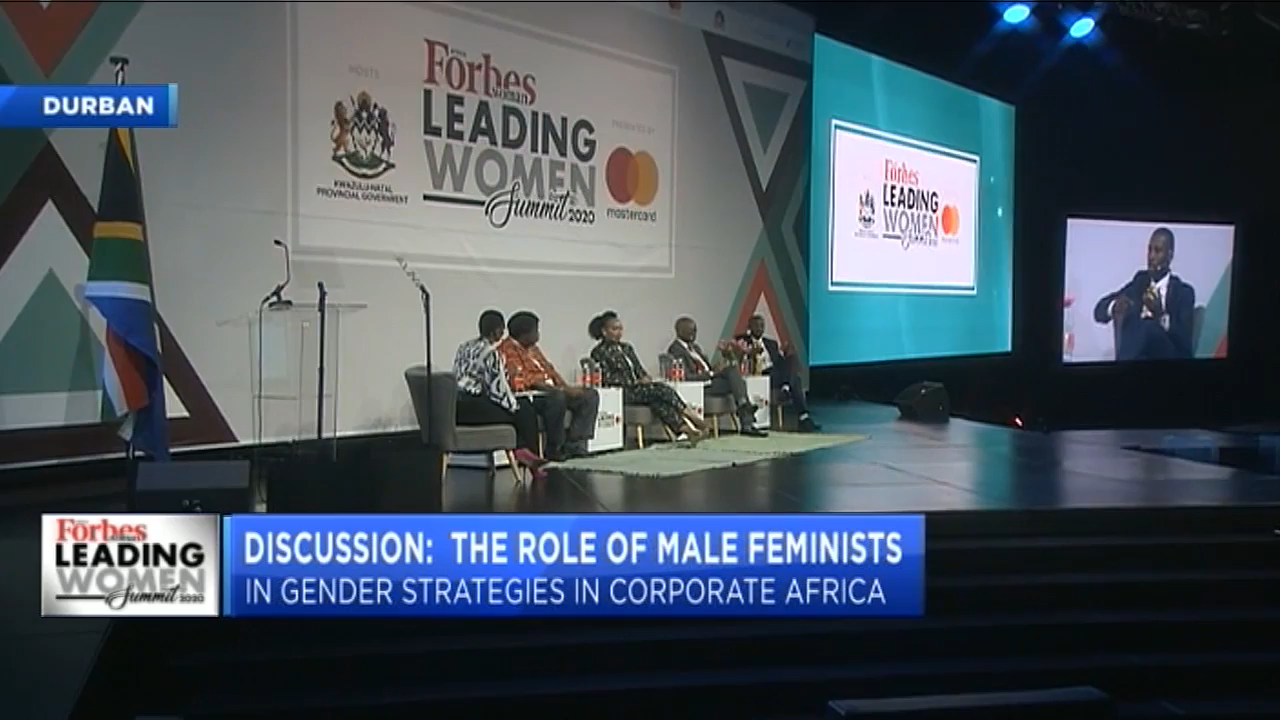 DURBAN
HOSTS
KWAZULU-NATAL
PROVINCIAL GOVERNMENT
Forbes
woman
LEADING
WOMEN
Summit 2020
PRESENTED BY
mastercard
Forbes
LEADING
WOMEN
Summit
Forbes
LEADING
WOMEN
Summit 2020
DISCUSSION: THE ROLE OF MALE FEMINISTS
IN GENDER STRATEGIES IN CORPORATE AFRICA